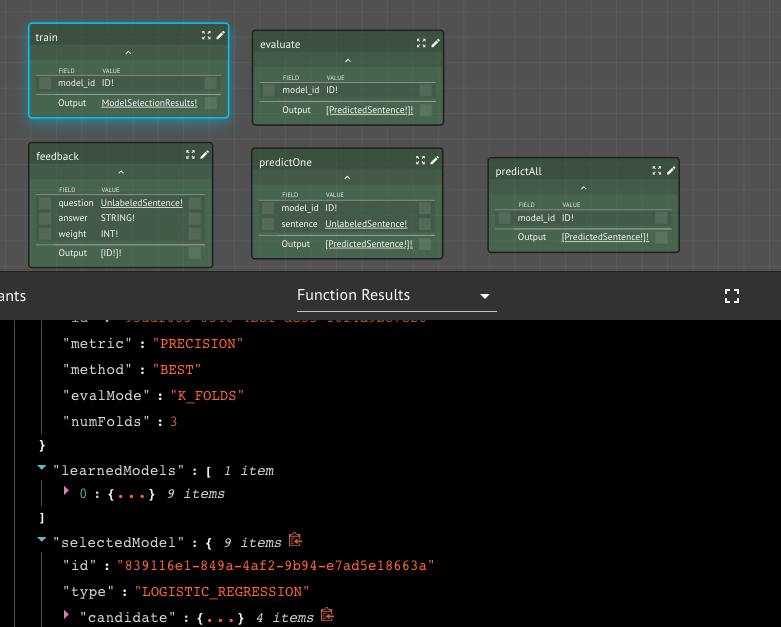 train
FIELD VALUE
model_id ID!
Output ModelSelectionResults!
evaluate
FIELD VALUE
model_id ID!
Output [PredictedSentence!]!
feedback
FIELD VALUE
question UnlabeledSentence!
answer STRING!
weight INT!
Output [ID!]!
predictOne
FIELD VALUE
model_id ID!
sentence UnlabeledSentence!
Output [PredictedSentence!]!
predictAll
FIELD VALUE
model_id ID!
Output [PredictedSentence!]!
ants
Function Results
"metric" : "PRECISION"
"method" : "BEST"
"evalMode" : "K_FOLDS"
"numFolds" : 3
}
"learnedModels" : [ 1 item
0 : {...} 9 items
]
"selectedModel" : { 9 items
"id" : "839116e1-849a-4af2-9b94-e7ad5e18663a"
"type" : "LOGISTIC_REGRESSION"
"candidate" : {...} 4 items